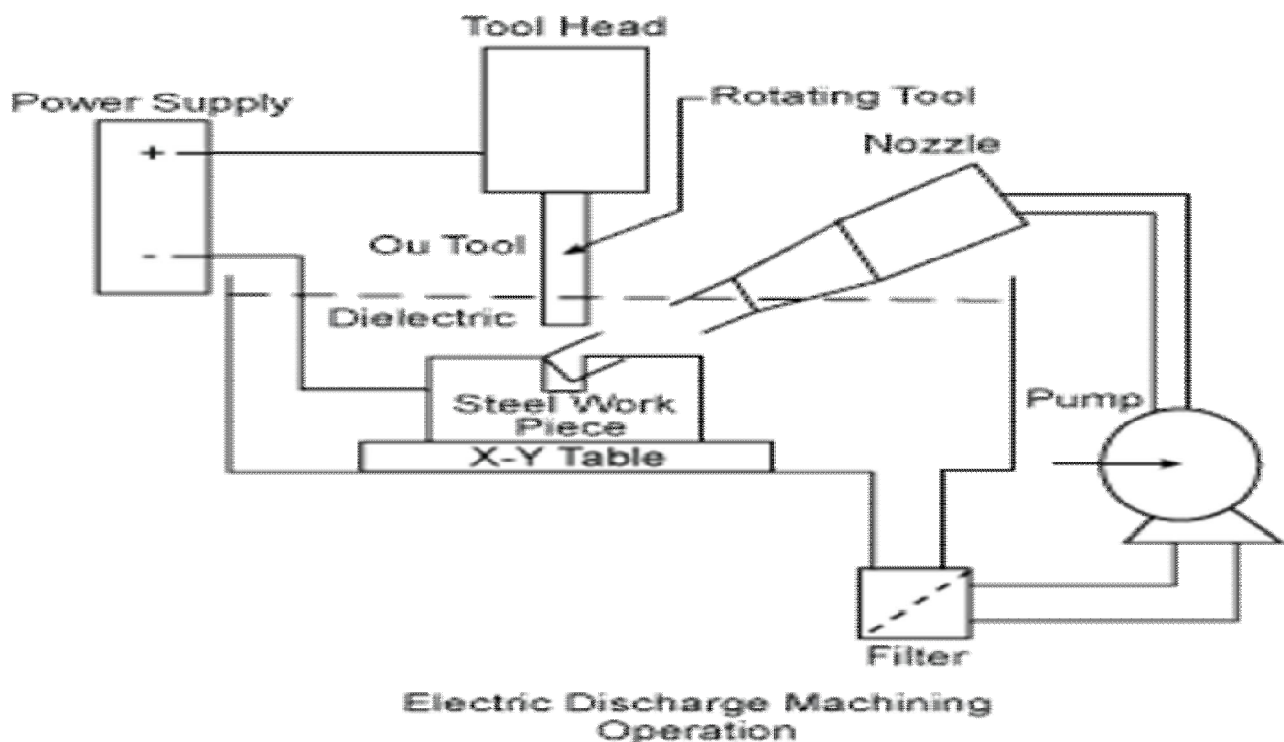 Tool Head
Power Supply
+
Rotating Tool
Nozzle
-
Ou Tool
Dielectric
Pump
Steel Work
Piece
X-Y Table
Filter
Electric Discharge Machining
Operation